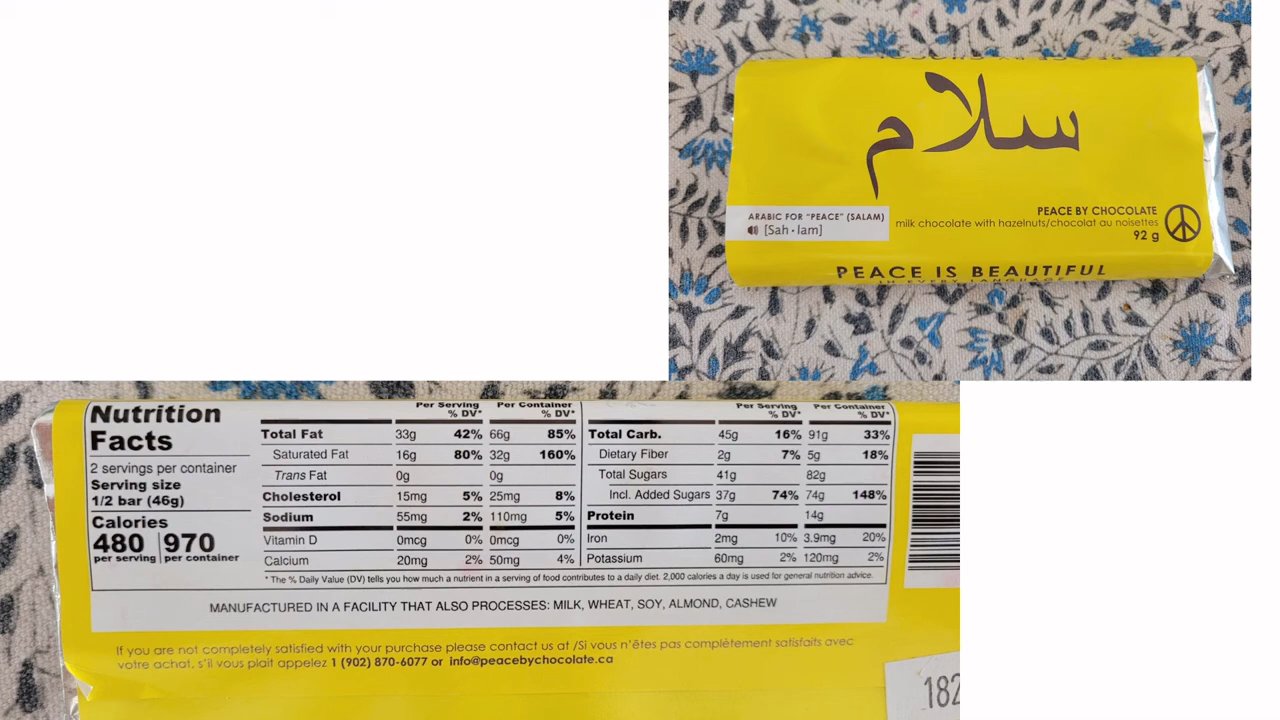 سلام
ARABIC FOR "PEACE" (SALAM)
[Sah · lam]
PEACE BY CHOCOLATE
milk chocolate with hazelnuts/chocolat au noisettes
92 g
PEACE IS BEAUTIFUL
IN EVERY LANGUAGE
Nutrition
Facts
2 servings per container
Serving size
1/2 bar (46g)
Calories
480 970
per serving per container
Per Serving Per Container
% DV* % DV*
Total Fat 33g 42% 66g 85%
Saturated Fat 16g 80% 32g 160%
Trans Fat 0g 0g
Cholesterol 15mg 5% 25mg 8%
Sodium 55mg 2% 110mg 5%
Vitamin D 0mcg 0% 0mcg 0%
Calcium 20mg 2% 50mg 4%
Per Serving Per Container
% DV* % DV*
Total Carb. 45g 16% 91g 33%
Dietary Fiber 2g 7% 5g 18%
Total Sugars 41g 82g
Incl. Added Sugars 37g 74% 74g 148%
Protein 7g 14g
Iron 2mg 10% 3.9mg 20%
Potassium 60mg 2% 120mg 2%
* The % Daily Value (DV) tells you how much a nutrient in a serving of food contributes to a daily diet. 2,000 calories a day is used for general nutrition advice.
MANUFACTURED IN A FACILITY THAT ALSO PROCESSES: MILK, WHEAT, SOY, ALMOND, CASHEW
If you are not completely satisfied with your purchase please contact us at /Si vous n'êtes pas complètement satisfaits avec
votre achat, s'il vous plait appelez 1 (902) 870-6077 or info@peacebychocolate.ca
182